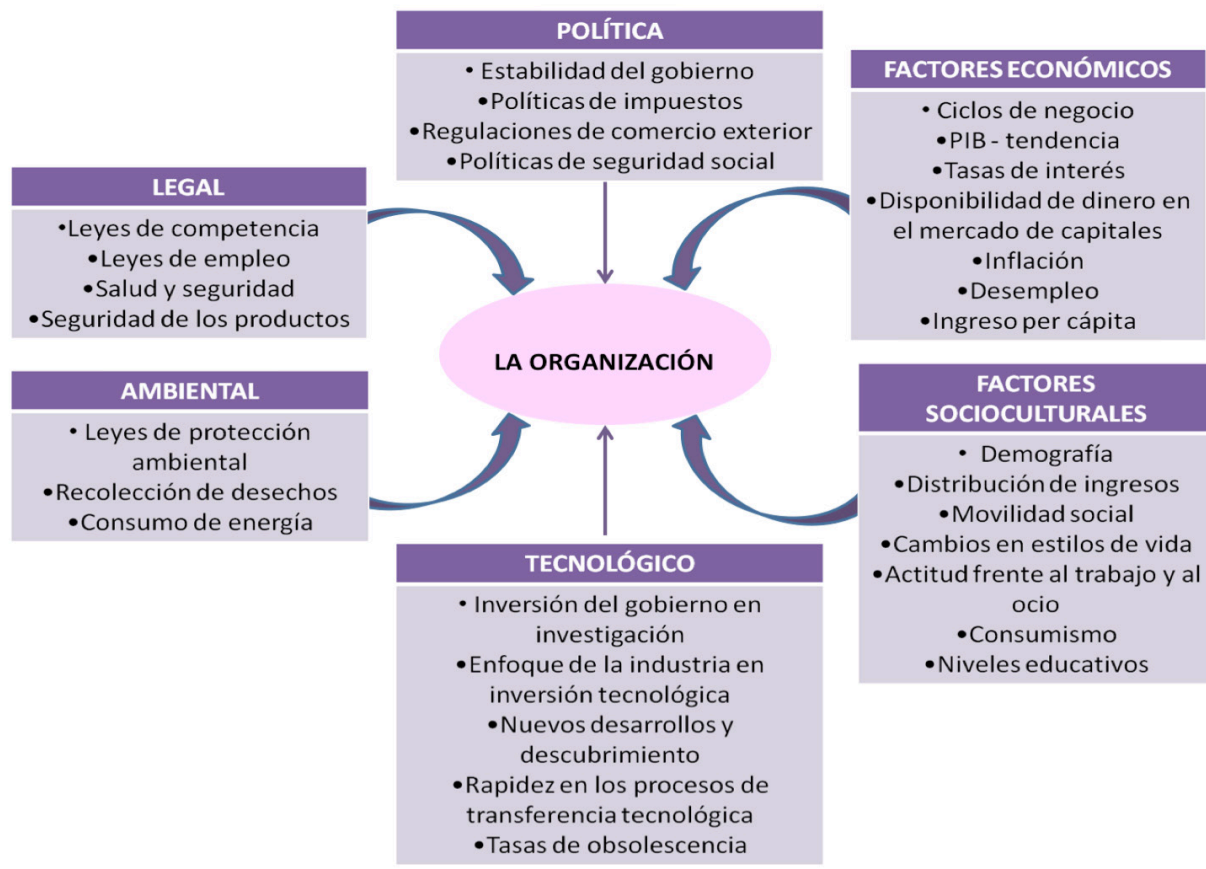 POLÍTICA
• Estabilidad del gobierno
•Políticas de impuestos
•Regulaciones de comercio exterior
•Políticas de seguridad social
FACTORES ECONÓMICOS
• Ciclos de negocio
•PIB - tendencia
•Tasas de interés
•Disponibilidad de dinero en
el mercado de capitales
•Inflación
•Desempleo
•Ingreso per cápita
LEGAL
•Leyes de competencia
•Leyes de empleo
•Salud y seguridad
•Seguridad de los productos
LA ORGANIZACIÓN
AMBIENTAL
• Leyes de protección
ambiental
•Recolección de desechos
•Consumo de energía
FACTORES
SOCIOCULTURALES
• Demografía
•Distribución de ingresos
•Movilidad social
•Cambios en estilos de vida
•Actitud frente al trabajo y al
ocio
•Consumismo
•Niveles educativos
TECNOLÓGICO
• Inversión del gobierno en
investigación
•Enfoque de la industria en
inversión tecnológica
•Nuevos desarrollos y
descubrimiento
•Rapidez en los procesos de
transferencia tecnológica
•Tasas de obsolescencia